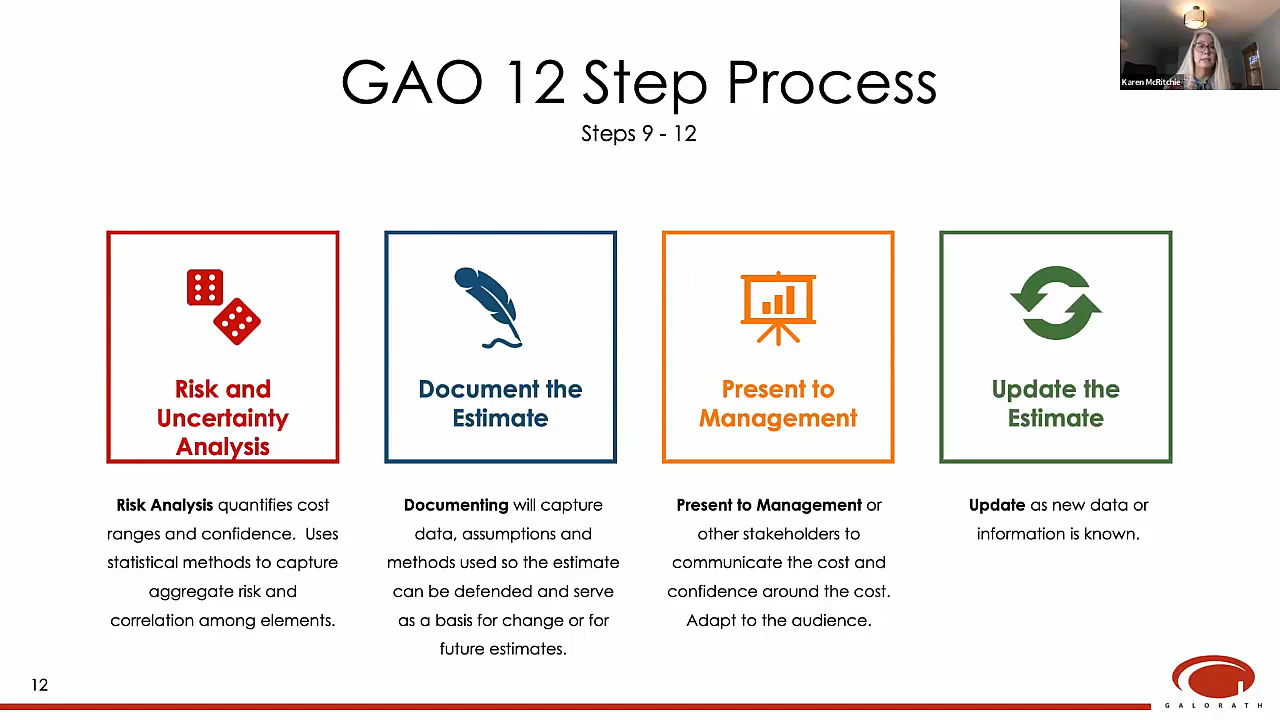 GAO 12 Step Process
Steps 9 - 12
Karen McRitchie
Risk and
Uncertainty
Analysis
Document the
Estimate
Present to
Management
Update the
Estimate
Risk Analysis quantifies cost
ranges and confidence. Uses
statistical methods to capture
aggregate risk and
correlation among elements.
Documenting will capture
data, assumptions and
methods used so the estimate
can be defended and serve
as a basis for change or for
future estimates.
Present to Management or
other stakeholders to
communicate the cost and
confidence around the cost.
Adapt to the audience.
Update as new data or
information is known.
12
GALORATH